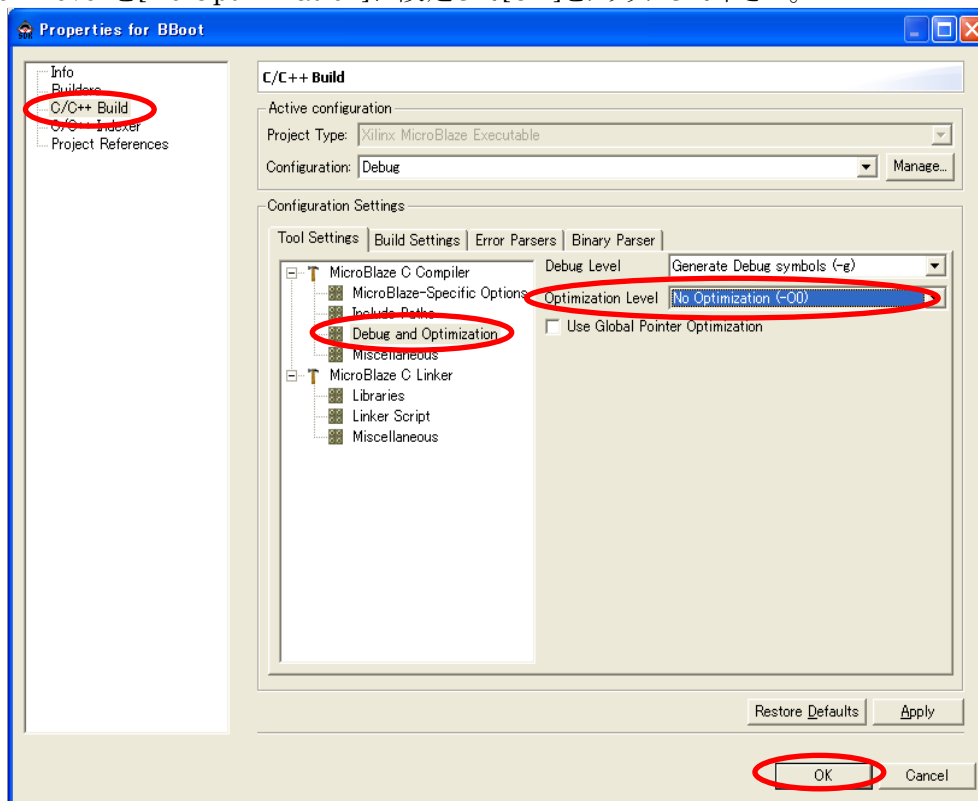 Properties for BBoot
Info
Builders
C/C++ Build
C/C++ Indexer
Project References
C/C++ Build
Active configuration
Project Type: Xilinx MicroBlaze Executable
Configuration: Debug Manage...
Configuration Settings
Tool Settings Build Settings Error Parsers Binary Parser
MicroBlaze C Compiler
MicroBlaze-Specific Options
Include Paths
Debug and Optimization
Miscellaneous
MicroBlaze C Linker
Libraries
Linker Script
Miscellaneous
Debug Level Generate Debug symbols (-g)
Optimization Level No Optimization (-O0)
Use Global Pointer Optimization
Restore Defaults Apply
OK Cancel